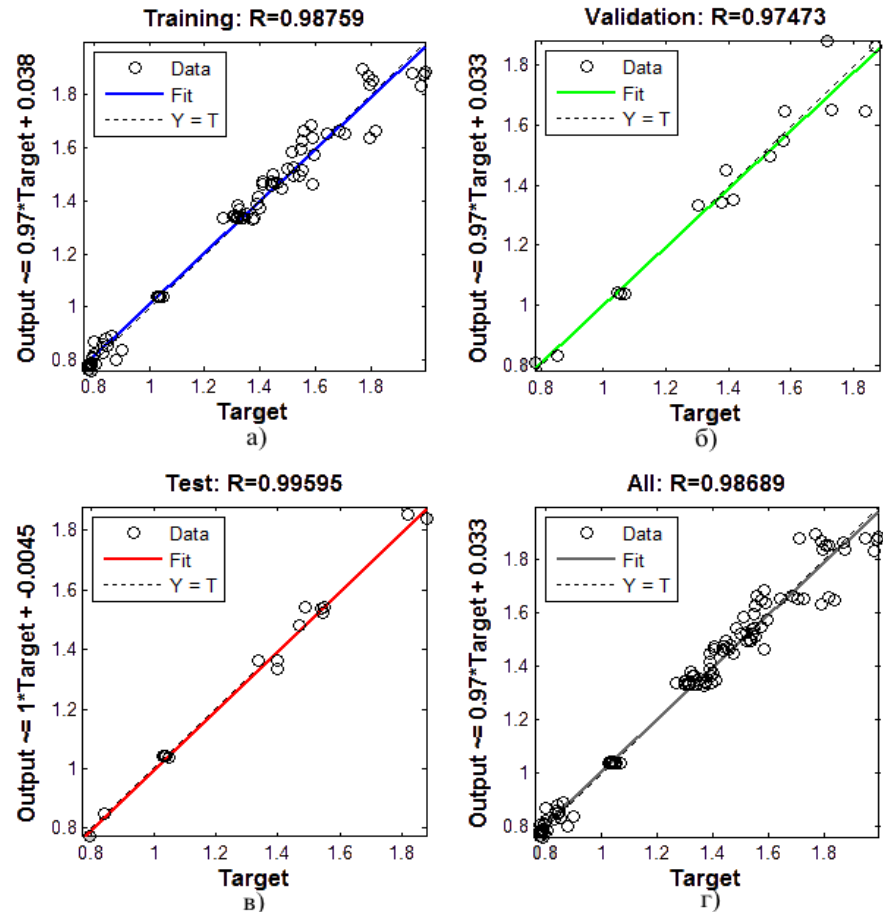 Training: R=0.98759
Output ~= 0.97*Target + 0.038
Data
Fit
Y = T
1.8
1.6
1.4
1.2
1
0.8
0.8 1 1.2 1.4 1.6 1.8
Target
а)
Validation: R=0.97473
Output ~= 0.97*Target + 0.033
Data
Fit
Y = T
1.8
1.6
1.4
1.2
1
0.8
0.8 1 1.2 1.4 1.6 1.8
Target
б)
Test: R=0.99595
Output ~= 1*Target + -0.0045
Data
Fit
Y = T
1.8
1.6
1.4
1.2
1
0.8
0.8 1 1.2 1.4 1.6 1.8
Target
в)
All: R=0.98689
Output ~= 0.97*Target + 0.033
Data
Fit
Y = T
1.8
1.6
1.4
1.2
1
0.8
0.8 1 1.2 1.4 1.6 1.8
Target
г)